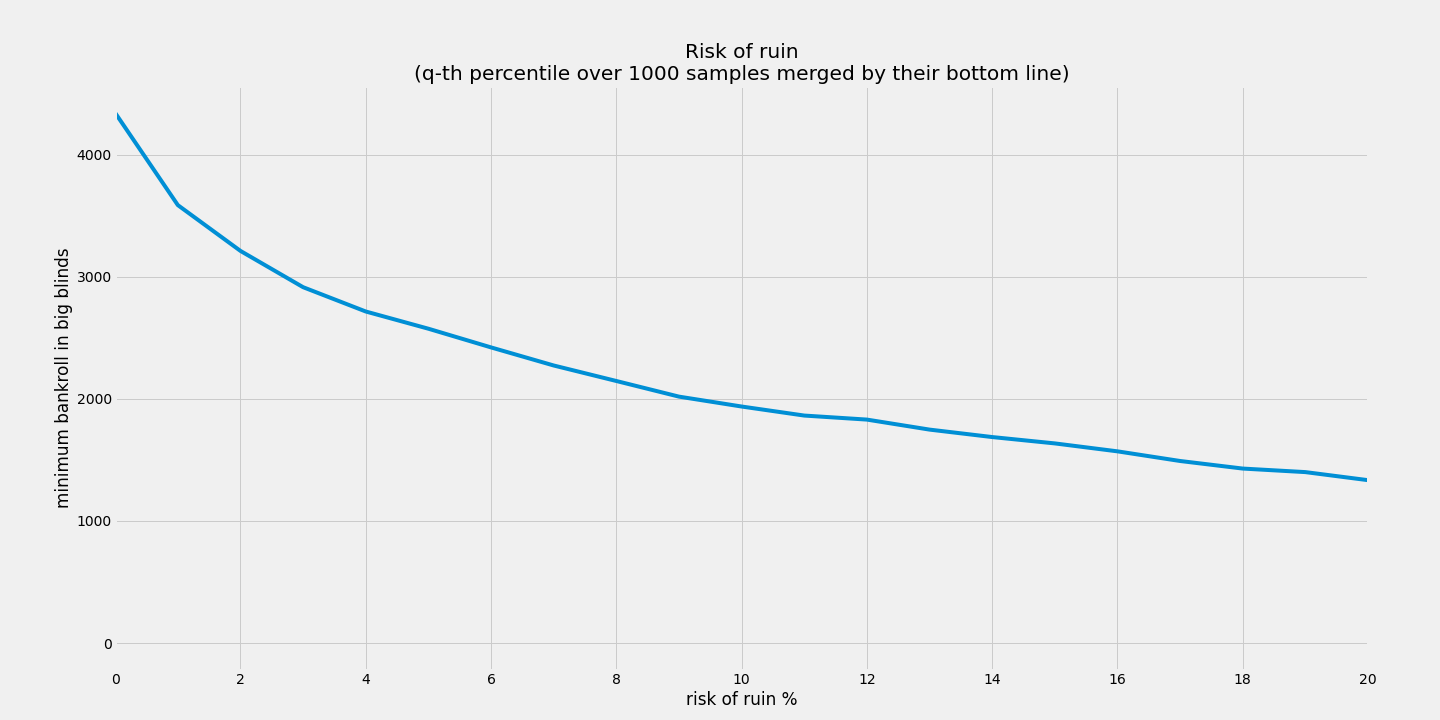 Risk of ruin
(q-th percentile over 1000 samples merged by their bottom line)
minimum bankroll in big blinds
4000
3000
2000
1000
0
0 2 4 6 8 10 12 14 16 18 20
risk of ruin %